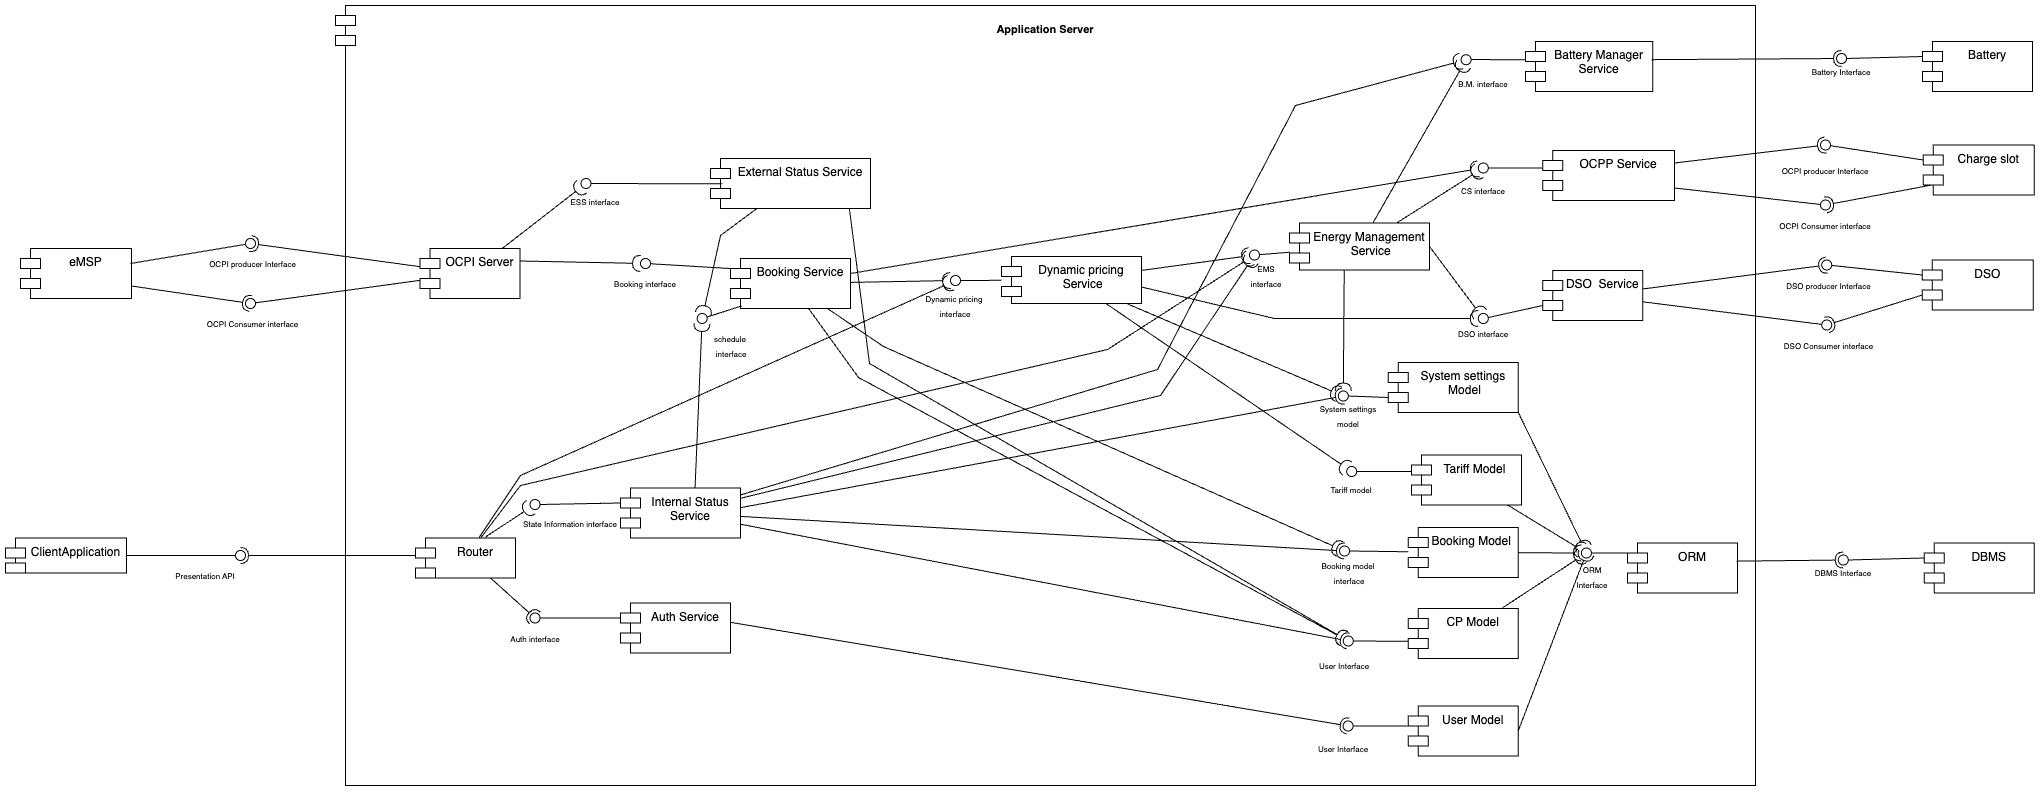 Application Server
Battery Manager
Service
B.M. interface
Battery Interface
Battery
External Status Service
ESS interface
OCPP Service
CS interface
OCPI producer Interface
OCPI Consumer interface
Charge slot
eMSP
OCPI producer Interface
OCPI Consumer interface
OCPI Server
Booking interface
Booking Service
schedule
interface
Dynamic pricing
interface
Dynamic pricing
Service
EMS
interface
Energy Management
Service
DSO interface
DSO  Service
DSO producer Interface
DSO Consumer interface
DSO
System settings
model
System settings
Model
Tariff model
Tariff Model
ClientApplication
Presentation API
Router
State Information interface
Internal Status
Service
Auth interface
Auth Service
Booking model
interface
Booking Model
ORM
Interface
ORM
DBMS Interface
DBMS
User Interface
CP Model
User Interface
User Model